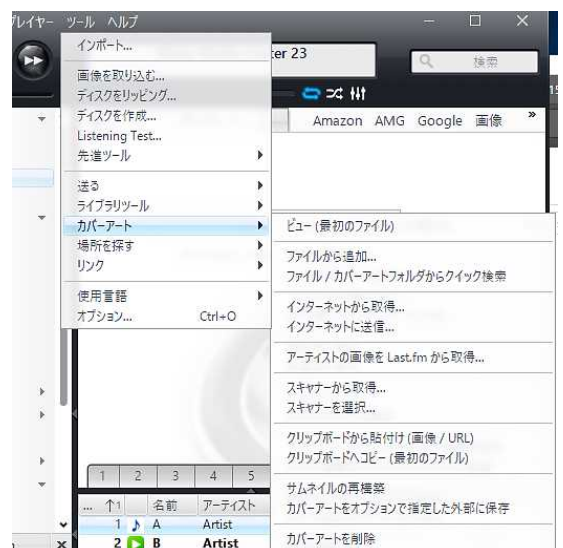 プレイヤー ツール ヘルプ
インポート...
画像を取り込む...
ディスクをリッピング...
ディスクを作成...
Listening Test...
先進ツール
送る
ライブラリツール
カバーアート
場所を探す
リンク
使用言語
オプション... Ctrl+O
ter 23
検索
Amazon AMG Google 画像 »
ビュー (最初のファイル)
ファイルから追加...
ファイル / カバーアートフォルダからクイック検索
インターネットから取得...
インターネットに送信...
アーティストの画像を Last.fm から取得...
スキャナーから取得...
スキャナーを選択...
クリップボードから貼付け (画像 / URL)
クリップボードへコピー (最初のファイル)
サムネイルの再構築
カバーアートをオプションで指定した外部に保存
カバーアートを削除
1 2 3 4 5
... ↑1 名前 アーティスト
1 A Artist
2 B Artist